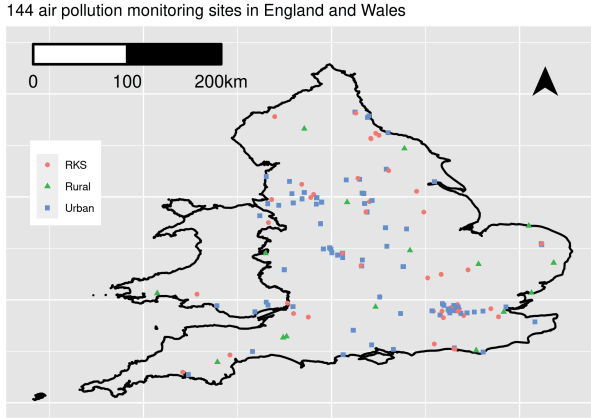 144 air pollution monitoring sites in England and Wales
0 100 200km
RKS
Rural
Urban